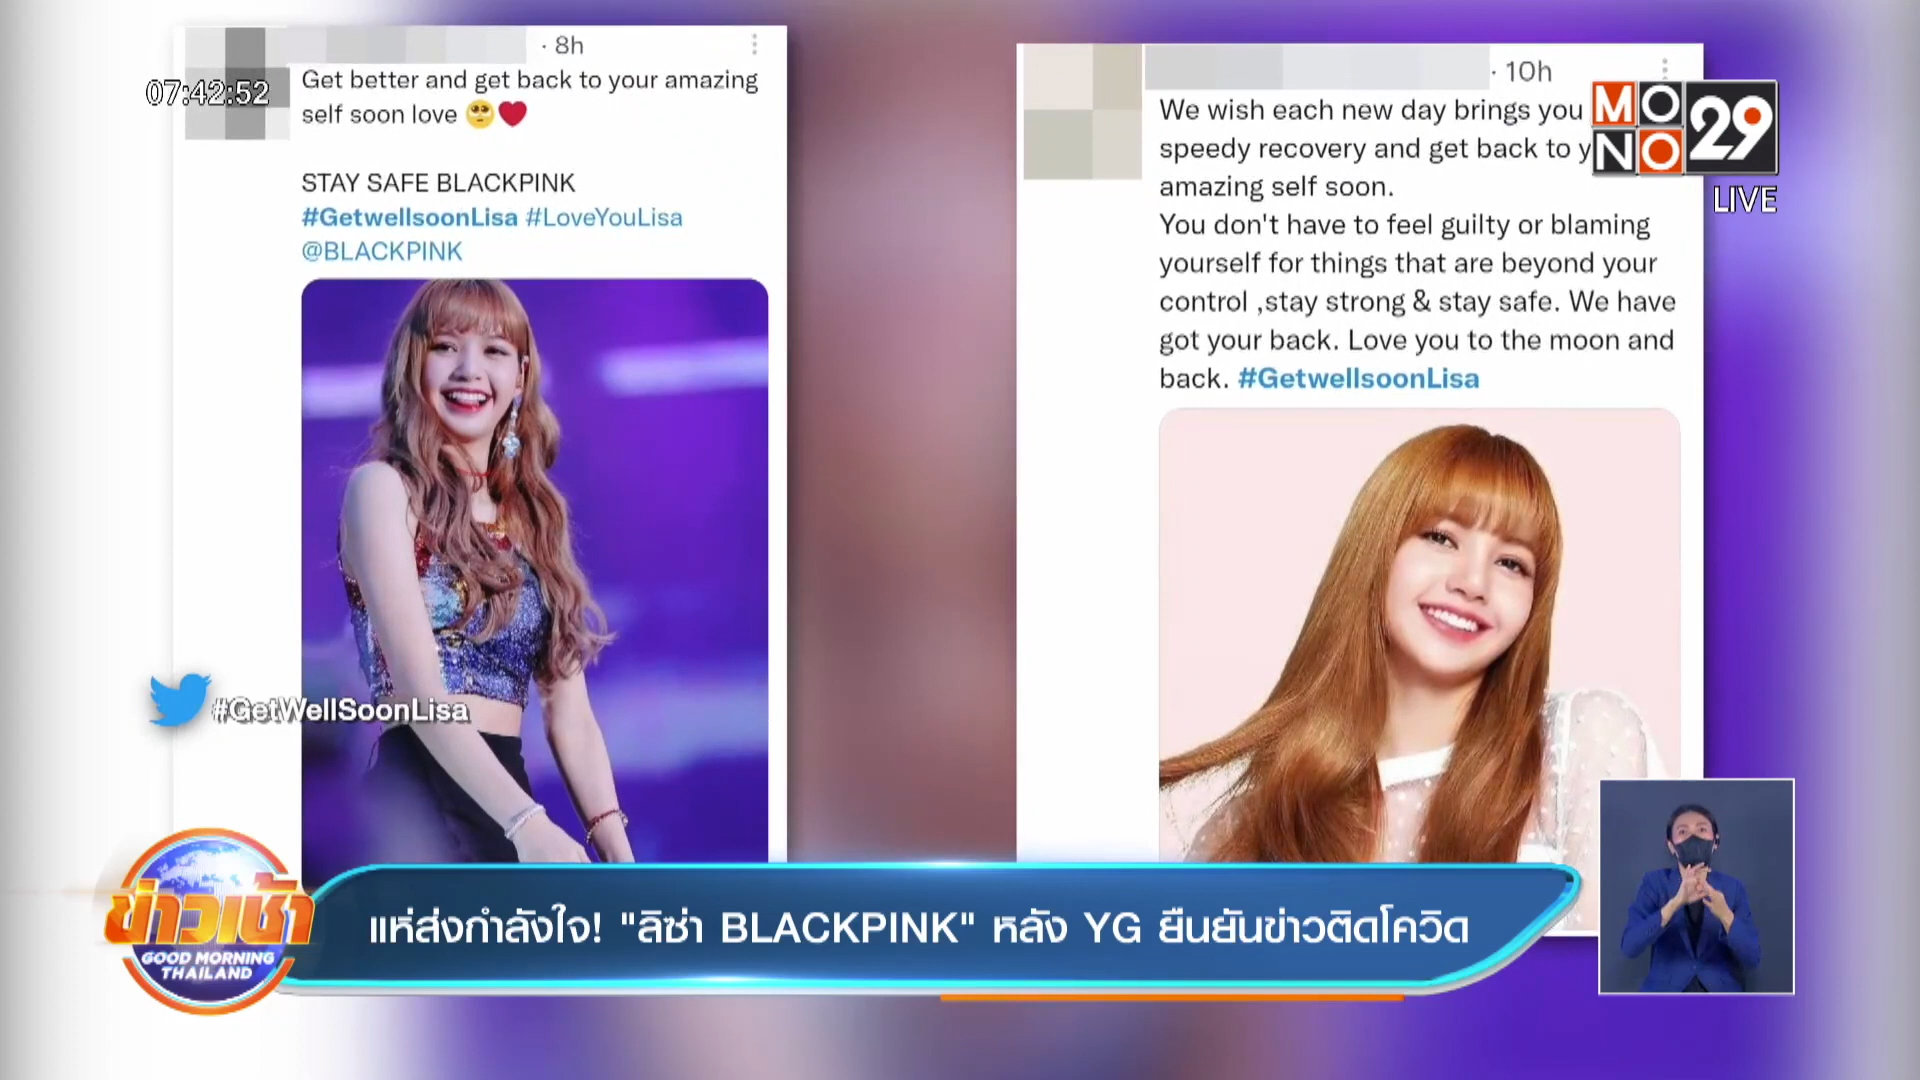 07:42:52
· 8h
Get better and get back to your amazing
self soon love 🥺❤️
STAY SAFE BLACKPINK
#GetwellsoonLisa #LoveYouLisa
@BLACKPINK
· 10h
We wish each new day brings you
speedy recovery and get back to y
amazing self soon.
You don't have to feel guilty or blaming
yourself for things that are beyond your
control ,stay strong & stay safe. We have
got your back. Love you to the moon and
back. #GetwellsoonLisa
MONO 29
LIVE
#GetWellSoonLisa
ข่าวเช้า
GOOD MORNING
THAILAND
แห่ส่งกำลังใจ! "ลิซ่า BLACKPINK" หลัง YG ยืนยันข่าวติดโควิด